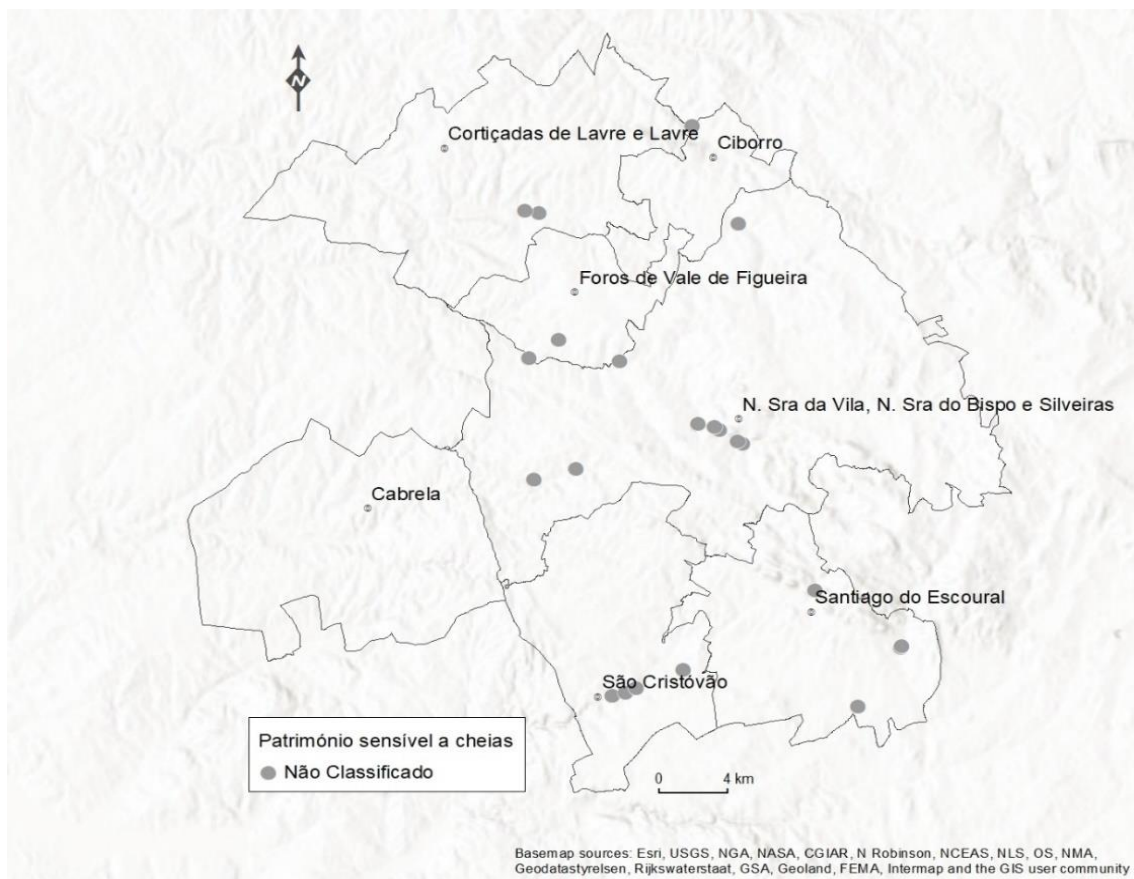 N
Cortiçadas de Lavre e Lavre
Ciborro
Foros de Vale de Figueira
N. Sra da Vila, N. Sra do Bispo e Silveiras
Cabrela
Santiago do Escoural
São Cristóvão
Património sensível a cheias
Não Classificado
0 4 km
Basemap sources: Esri, USGS, NGA, NASA, CGIAR, N Robinson, NCEAS, NLS, OS, NMA,
Geodatastyrelsen, Rijkswaterstaat, GSA, Geoland, FEMA, Intermap and the GIS user community